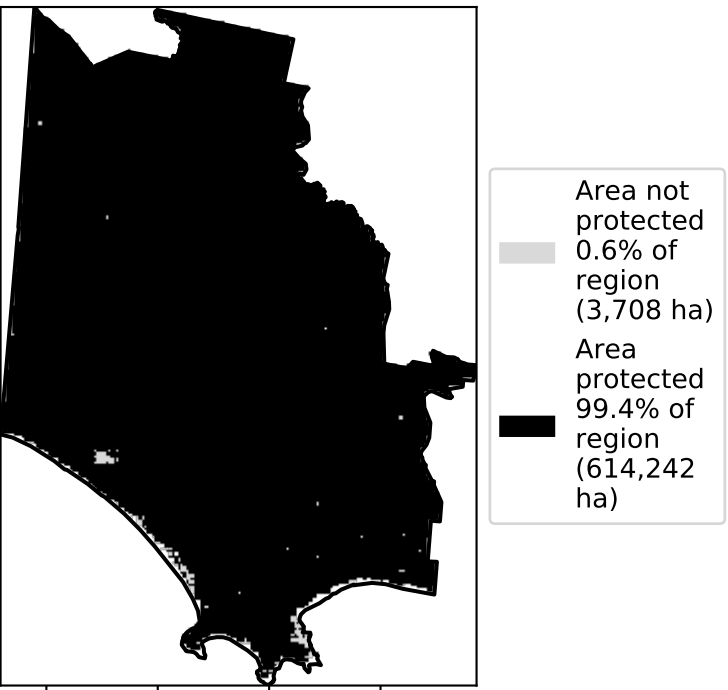 Area not
protected
0.6% of
region
(3,708 ha)
Area
protected
99.4% of
region
(614,242
ha)